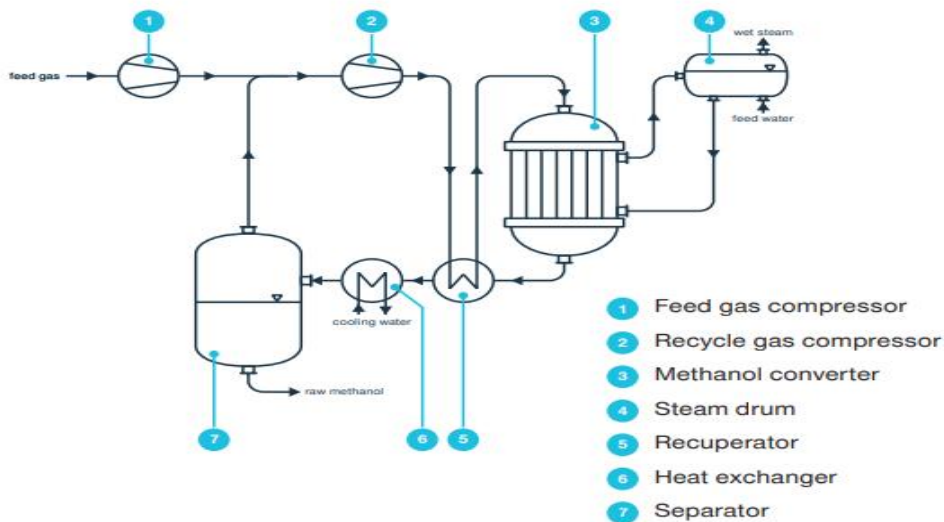 1
2
3
4
wet steam
feed gas
feed water
cooling water
raw methanol
7
6
5
1 Feed gas compressor
2 Recycle gas compressor
3 Methanol converter
4 Steam drum
5 Recuperator
6 Heat exchanger
7 Separator